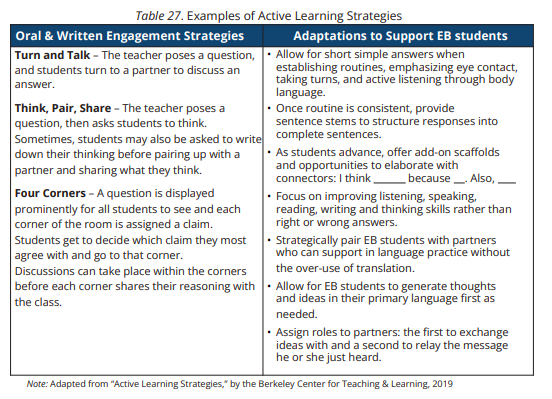 Table 27. Examples of Active Learning Strategies
Oral & Written Engagement Strategies
Turn and Talk – The teacher poses a question,
and students turn to a partner to discuss an
answer.
Think, Pair, Share – The teacher poses a
question, then asks students to think.
Sometimes, students may also be asked to write
down their thinking before pairing up with a
partner and sharing what they think.
Four Corners – A question is displayed
prominently for all students to see and each
corner of the room is assigned a claim.
Students get to decide which claim they most
agree with and go to that corner.
Discussions can take place within the corners
before each corner shares their reasoning with
the class.
Adaptations to Support EB students
• Allow for short simple answers when
establishing routines, emphasizing eye contact,
taking turns, and active listening through body
language.
• Once routine is consistent, provide
sentence stems to structure responses into
complete sentences.
• As students advance, offer add-on scaffolds
and opportunities to elaborate with
connectors: I think ______ because __. Also, ____
• Focus on improving listening, speaking,
reading, writing and thinking skills rather than
right or wrong answers.
• Strategically pair EB students with partners
who can support in language practice without
the over-use of translation.
• Allow for EB students to generate thoughts
and ideas in their primary language first as
needed.
• Assign roles to partners: the first to exchange
ideas with and a second to relay the message
he or she just heard.
Note: Adapted from “Active Learning Strategies,” by the Berkeley Center for Teaching & Learning, 2019